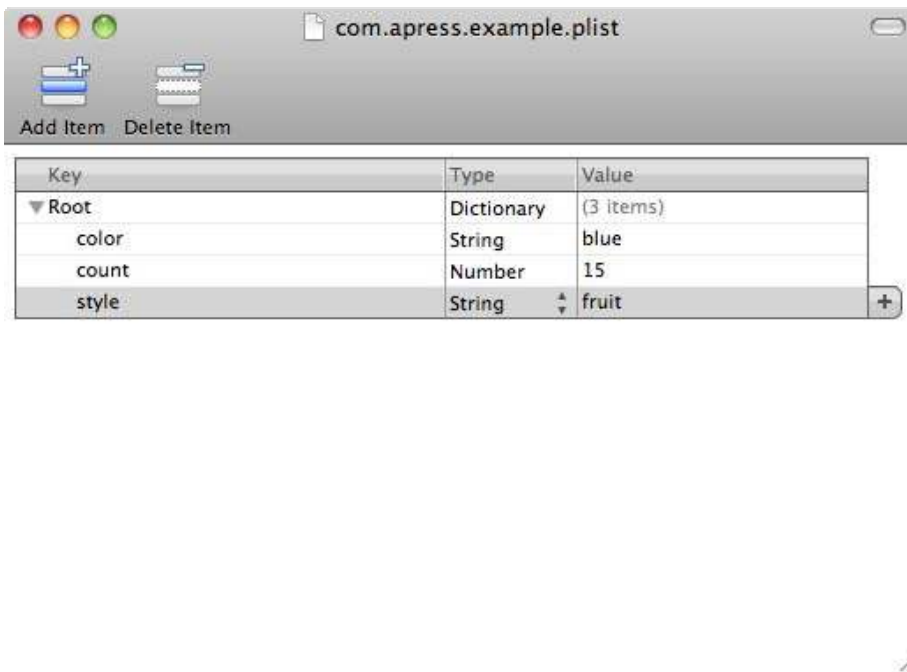 com.apress.example.plist
Add Item Delete Item
Key Type Value
Root Dictionary (3 items)
color String blue
count Number 15
style String fruit